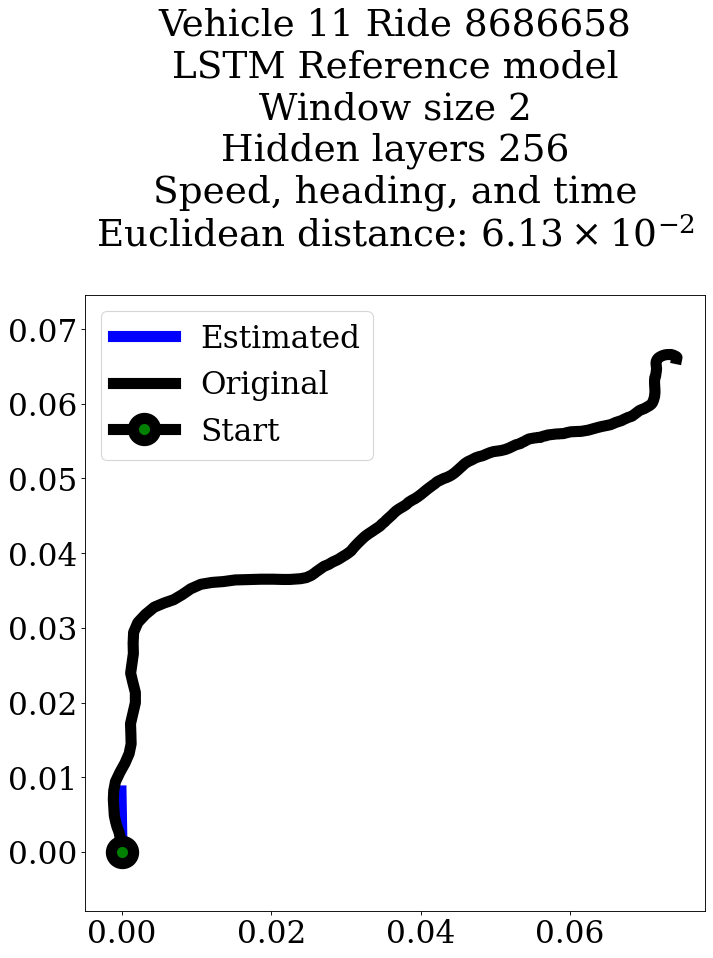 Vehicle 11 Ride 8686658
LSTM Reference model
Window size 2
Hidden layers 256
Speed, heading, and time
Euclidean distance: 6.13 × 10⁻²
Estimated
Original
Start
0.07
0.06
0.05
0.04
0.03
0.02
0.01
0.00
0.00 0.02 0.04 0.06